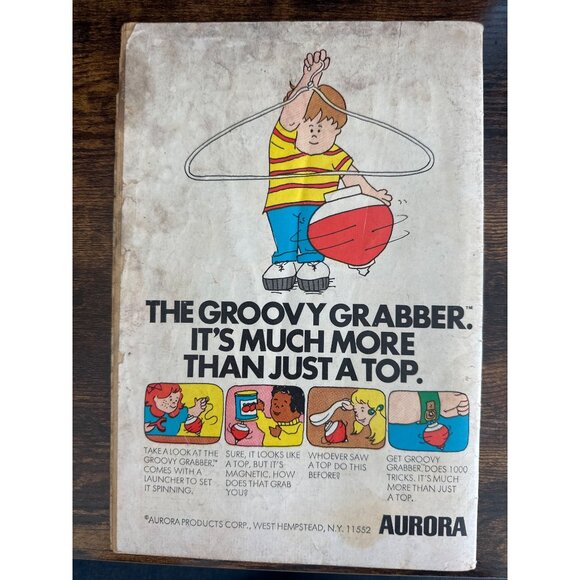 THE GROOVY GRABBER.™
IT'S MUCH MORE
THAN JUST A TOP.
TAKE A LOOK AT THE
GROOVY GRABBER.™
COMES WITH A
LAUNCHER TO SET
IT SPINNING.
SURE, IT LOOKS LIKE
A TOP, BUT IT'S
MAGNETIC, HOW
DOES THAT GRAB
YOU?
WHOEVER SAW
A TOP DO THIS
BEFORE?
GET GROOVY
GRABBER. DOES 1000
TRICKS. IT'S MUCH
MORE THAN JUST
A TOP.
©AURORA PRODUCTS CORP., WEST HEMPSTEAD, N.Y. 11552
AURORA